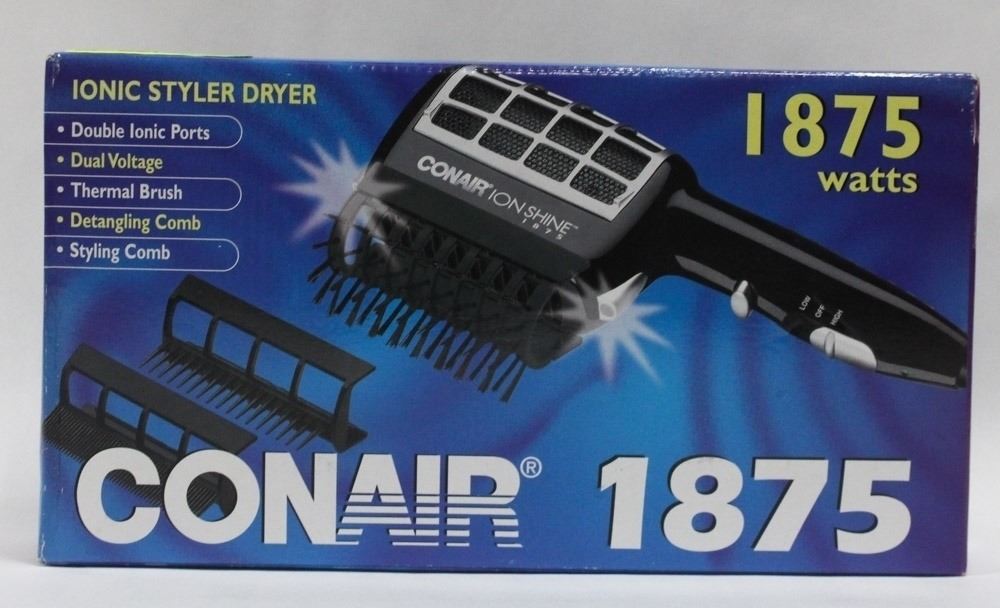 IONIC STYLER DRYER
• Double Ionic Ports
• Dual Voltage
• Thermal Brush
• Detangling Comb
• Styling Comb
1875
watts
CONAIR ION SHINE™
1875
LOW
OFF
HIGH
CONAIR® 1875